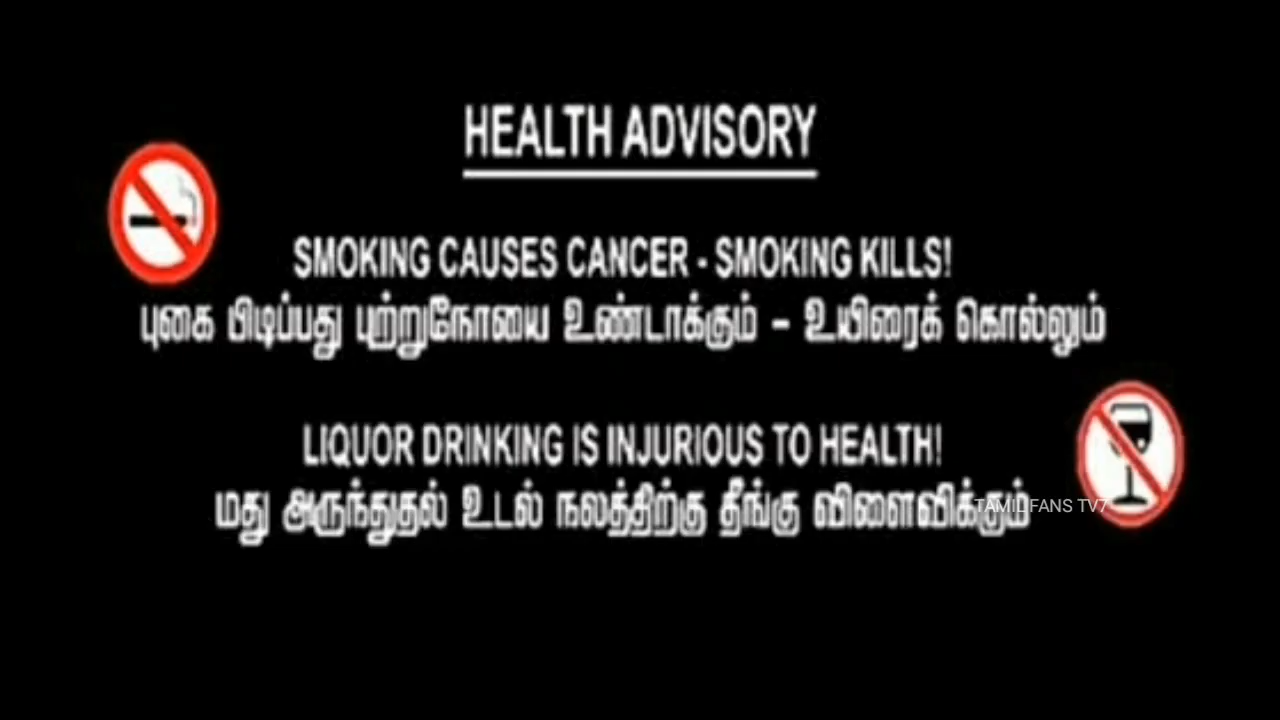 HEALTH ADVISORY
SMOKING CAUSES CANCER - SMOKING KILLS!
புகை பிடிப்பது புற்றுநோயை உண்டாக்கும் - உயிரைக் கொல்லும்
LIQUOR DRINKING IS INJURIOUS TO HEALTH!
மது அருந்துதல் உடல் நலத்திற்கு தீங்கு விளைவிக்கும்
TAMIL FANS TV7